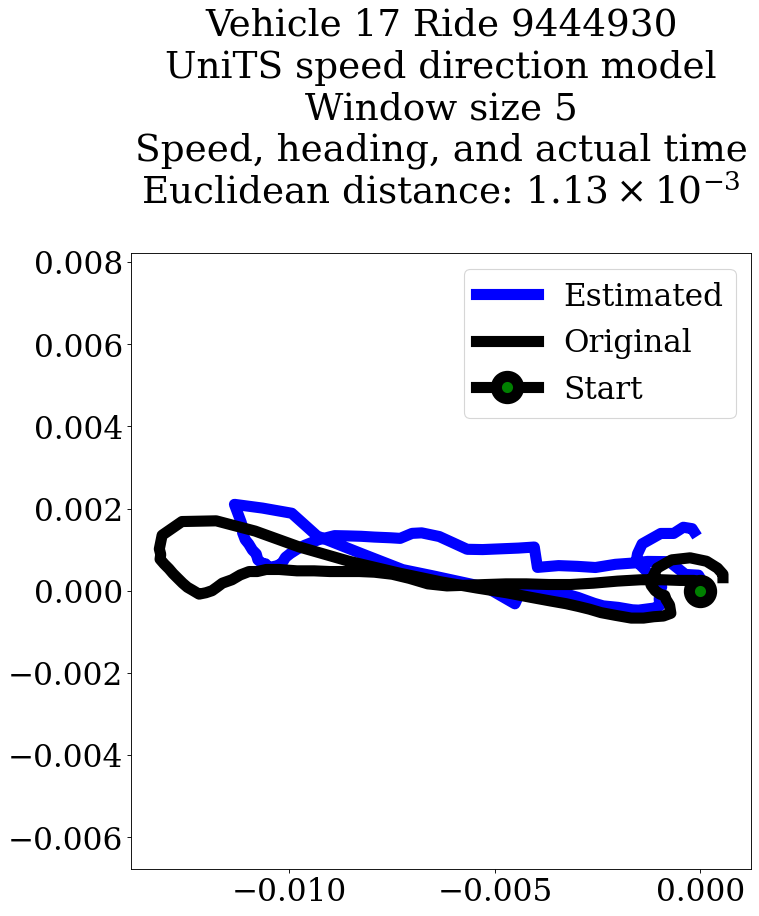 Vehicle 17 Ride 9444930
UniTS speed direction model
Window size 5
Speed, heading, and actual time
Euclidean distance: 1.13 × 10⁻³
0.008
Estimated
Original
Start
0.006
0.004
0.002
0.000
−0.002
−0.004
−0.006
−0.010 −0.005 0.000